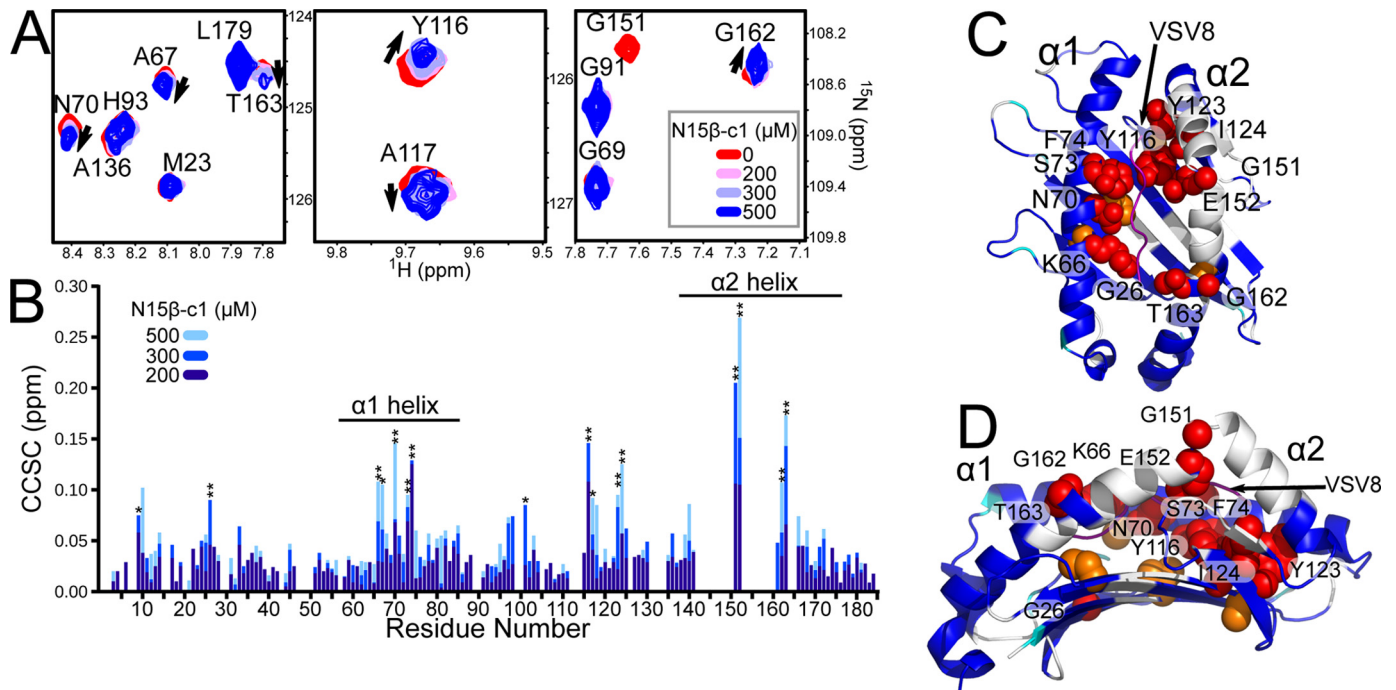 A
L179
A67
T163
N70 H93
A136
M23
8.4 8.3 8.2 8.1 8.0 7.9 7.8
124
125
126
Y116
A117
9.8 9.7 9.6 9.5
¹H (ppm)
126
127
G151
G162
G91
G69
N15β-c1 (μM)
0
200
300
500
7.7 7.6 7.5 7.4 7.3 7.2 7.1
108.2
108.6
109.0
109.4
109.8
¹⁵N (ppm)
B
N15β-c1 (μM)
500
300
200
α1 helix
α2 helix
* ** ** * ** ** ** ** * ** ** * ** ** ** **
CCSC (ppm)
0.30
0.25
0.20
0.15
0.10
0.05
0.00
10 20 30 40 50 60 70 80 90 100 110 120 130 140 150 160 170 180
Residue Number
C
VSV8
α1
α2
Y123
F74 Y116 I124
S73
G151
N70
E152
K66
G26
G162
T163
D
G151
α2
α1
G162 K66 E152
VSV8
T163
S73 F74
N70
Y116
I124 Y123
G26